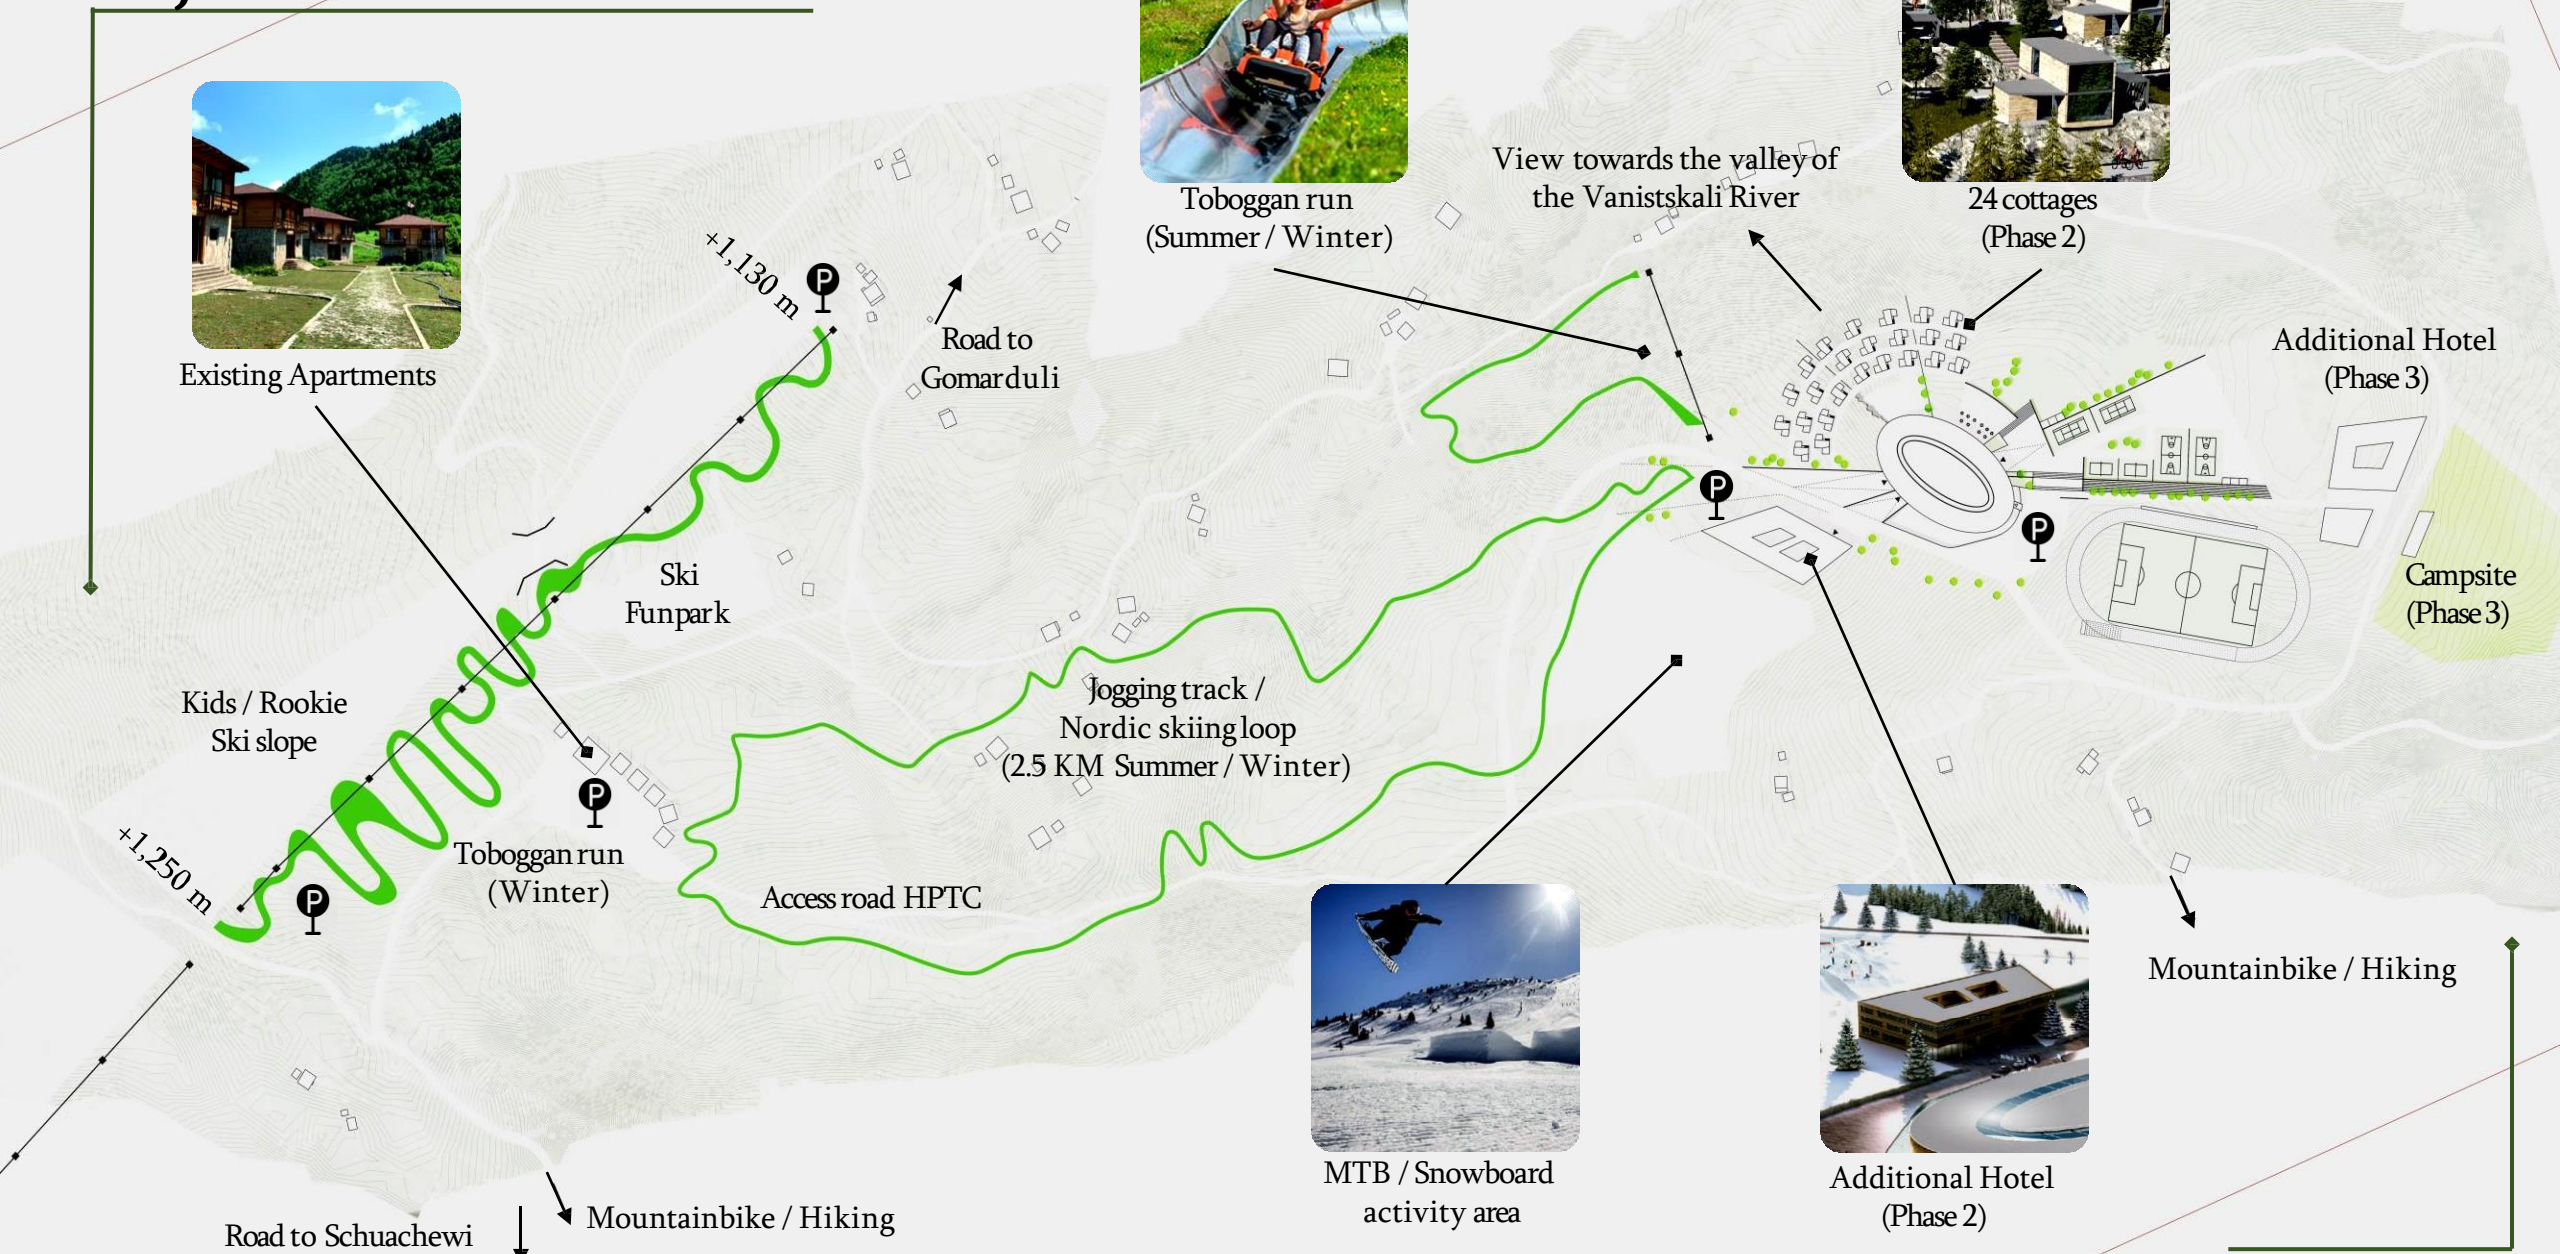 Toboggan run
(Summer / Winter)
View towards the valley of
the Vanistskali River
24 cottages
(Phase 2)
+1,130 m
P
Road to
Gomarduli
Existing Apartments
Additional Hotel
(Phase 3)
P
P
Ski
Funpark
Campsite
(Phase 3)
Kids / Rookie
Ski slope
Jogging track /
Nordic skiing loop
(2.5 KM Summer / Winter)
P
+1,250 m
Toboggan run
(Winter)
P
Access road HPTC
Mountainbike / Hiking
MTB / Snowboard
activity area
Additional Hotel
(Phase 2)
Mountainbike / Hiking
Road to Schuachewi